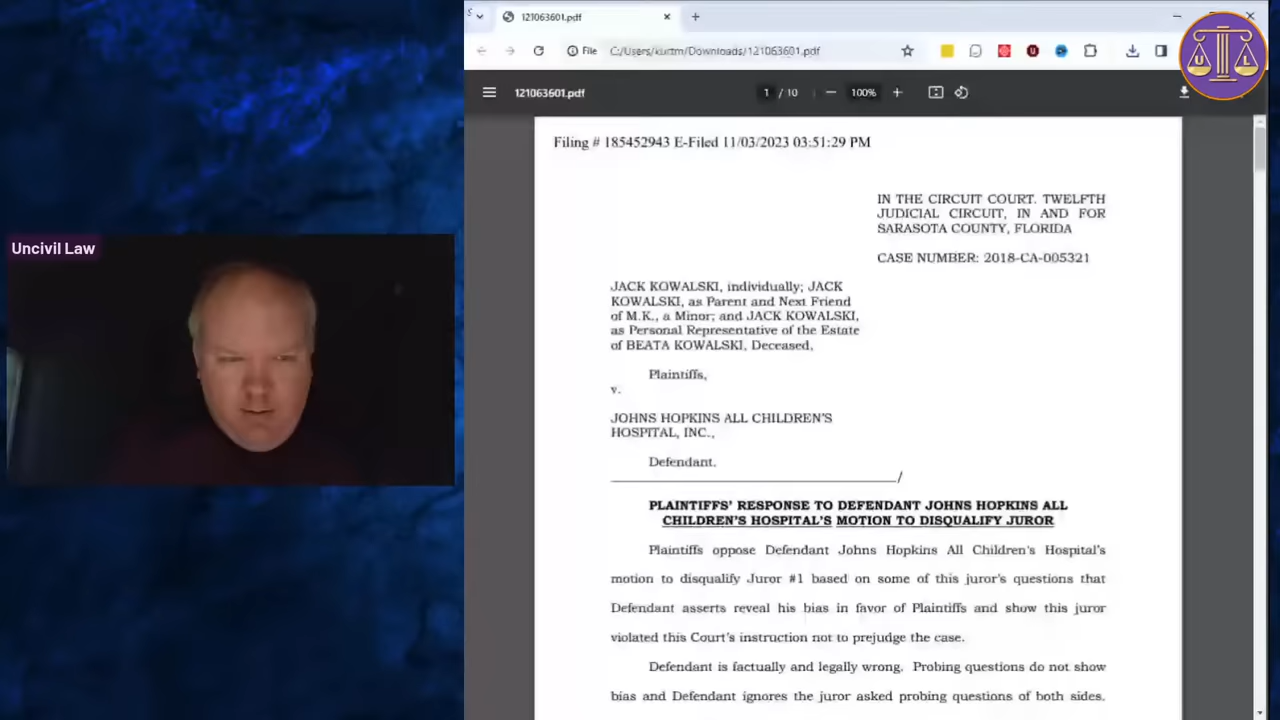 121063601.pdf
File
C:/Users/kurtm/Downloads/121063601.pdf
U L
121063601.pdf
1 / 10
100%
Uncivil Law
Filing # 185452943 E-Filed 11/03/2023 03:51:29 PM
IN THE CIRCUIT COURT. TWELFTH
JUDICIAL CIRCUIT, IN AND FOR
SARASOTA COUNTY, FLORIDA
CASE NUMBER: 2018-CA-005321
JACK KOWALSKI, individually; JACK
KOWALSKI, as Parent and Next Friend
of M.K., a Minor; and JACK KOWALSKI,
as Personal Representative of the Estate
of BEATA KOWALSKI, Deceased,
Plaintiffs,
v.
JOHNS HOPKINS ALL CHILDREN'S
HOSPITAL, INC.,
Defendant.
/
PLAINTIFFS' RESPONSE TO DEFENDANT JOHNS HOPKINS ALL
CHILDREN'S HOSPITAL'S MOTION TO DISQUALIFY JUROR
Plaintiffs oppose Defendant Johns Hopkins All Children's Hospital's
motion to disqualify Juror #1 based on some of this juror's questions that
Defendant asserts reveal his bias in favor of Plaintiffs and show this juror
violated this Court's instruction not to prejudge the case.
Defendant is factually and legally wrong. Probing questions do not show
bias and Defendant ignores the juror asked probing questions of both sides.